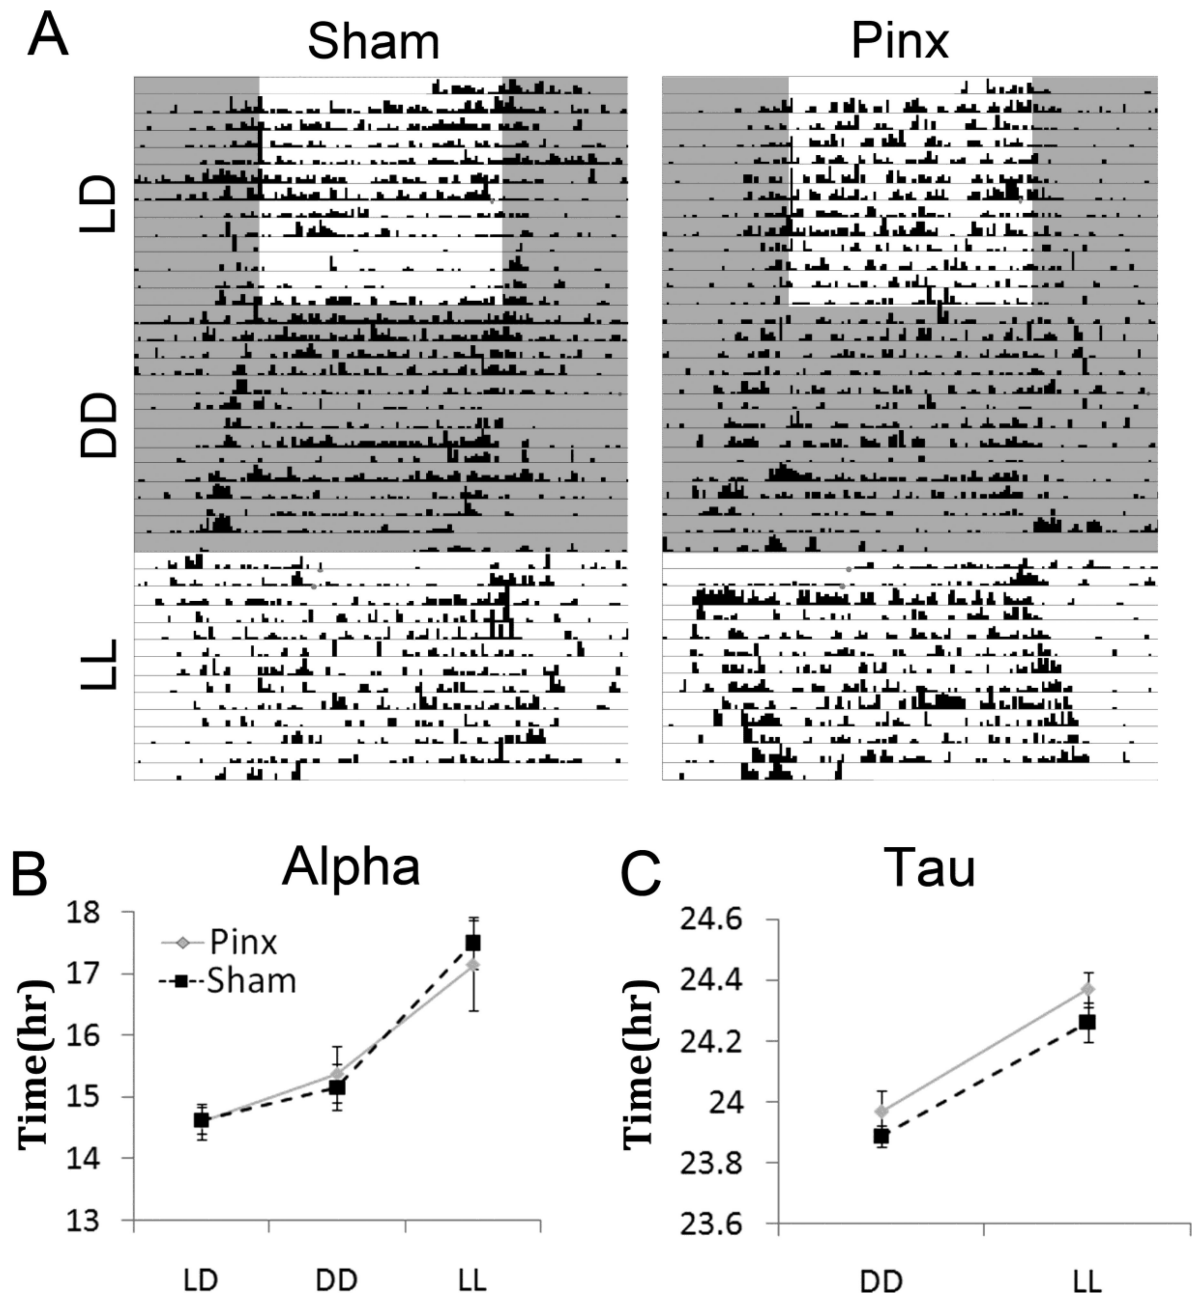 A
Sham
Pinx
LD
DD
LL
B
Alpha
18
17
16
15
14
13
Time(hr)
Pinx
Sham
LD
DD
LL
C
Tau
24.6
24.4
24.2
24
23.8
23.6
Time(hr)
DD
LL